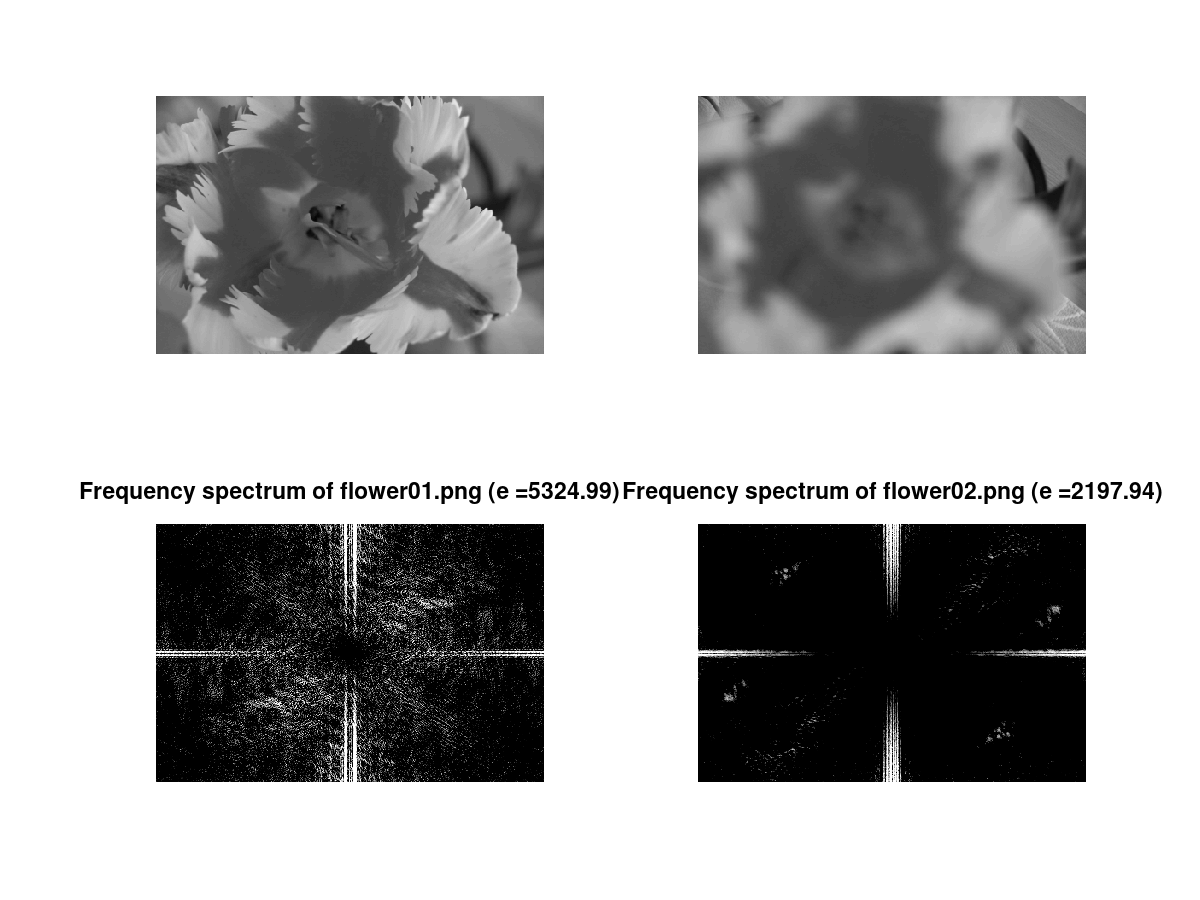 Frequency spectrum of flower01.png (e =5324.99)
Frequency spectrum of flower02.png (e =2197.94)